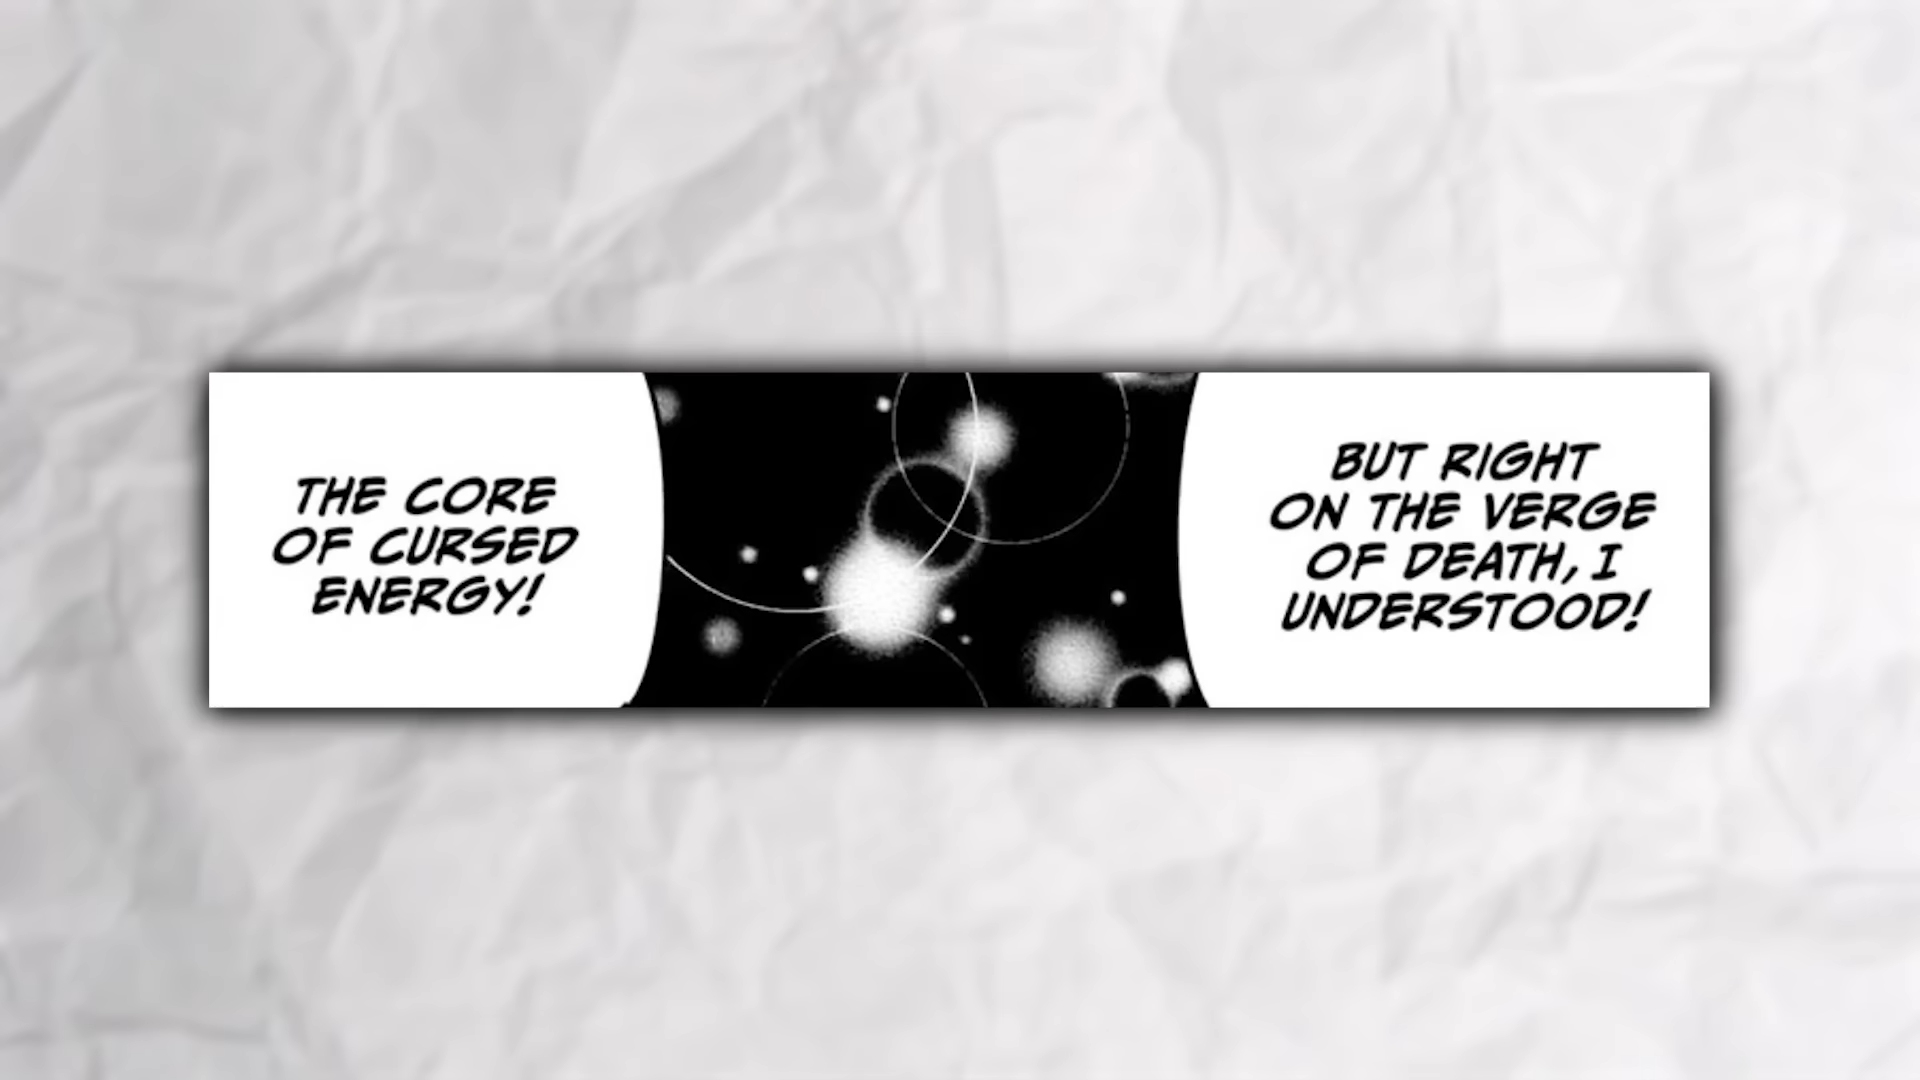 BUT RIGHT
ON THE VERGE
OF DEATH, I
UNDERSTOOD!
THE CORE
OF CURSED
ENERGY!